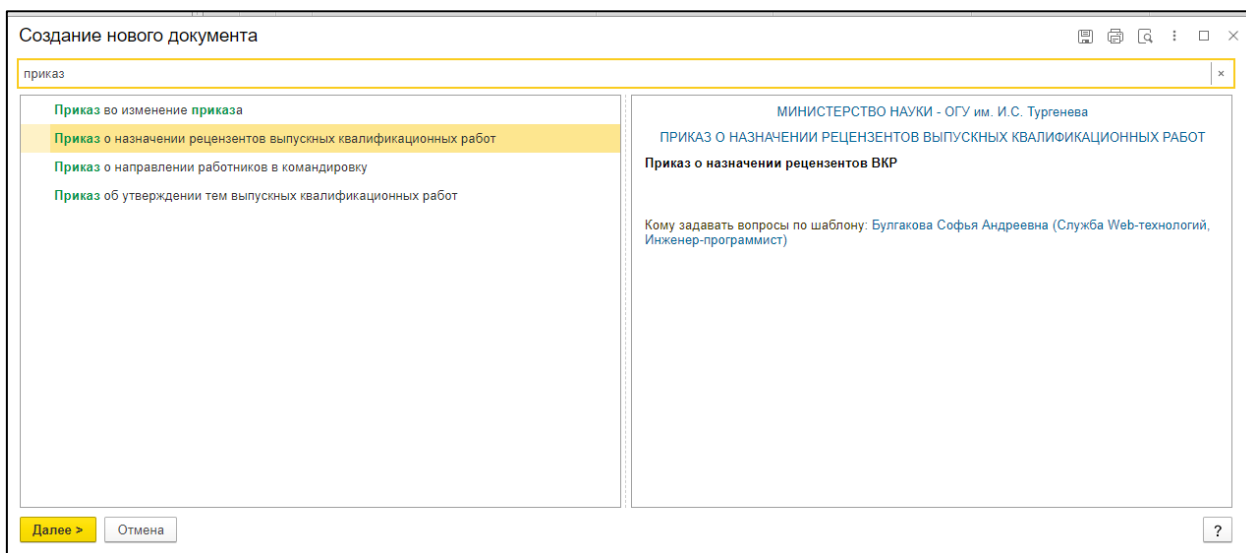 Создание нового документа
приказ
Приказ во изменение приказа
Приказ о назначении рецензентов выпускных квалификационных работ
Приказ о направлении работников в командировку
Приказ об утверждении тем выпускных квалификационных работ
МИНИСТЕРСТВО НАУКИ - ОГУ им. И.С. Тургенева
ПРИКАЗ О НАЗНАЧЕНИИ РЕЦЕНЗЕНТОВ ВЫПУСКНЫХ КВАЛИФИКАЦИОННЫХ РАБОТ
Приказ о назначении рецензентов ВКР
Кому задавать вопросы по шаблону: Булгакова Софья Андреевна (Служба Web-технологий,
Инженер-программист)
Далее >
Отмена
?